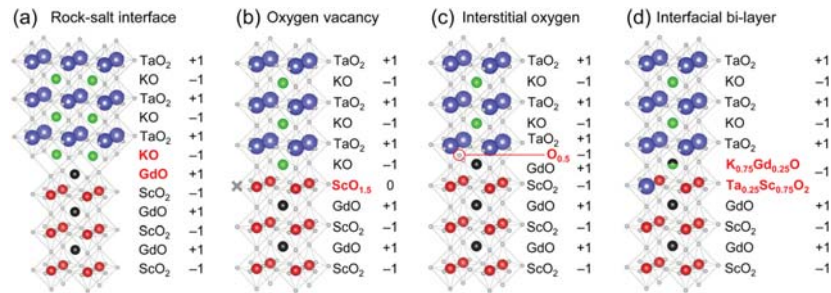 (a) Rock-salt interface
TaO₂ +1
KO –1
TaO₂ +1
KO –1
TaO₂ +1
KO –1
GdO +1
ScO₂ –1
GdO +1
ScO₂ –1
GdO +1
ScO₂ –1
(b) Oxygen vacancy
TaO₂ +1
KO –1
TaO₂ +1
KO –1
TaO₂ +1
KO –1
ScO₁.₅ 0
GdO +1
ScO₂ –1
GdO +1
ScO₂ –1
(c) Interstitial oxygen
TaO₂ +1
KO –1
TaO₂ +1
KO –1
TaO₂ +1
O₀.₅ –1
GdO +1
ScO₂ –1
GdO +1
ScO₂ –1
GdO +1
ScO₂ –1
(d) Interfacial bi-layer
TaO₂ +1
KO –1
TaO₂ +1
KO –1
TaO₂ +1
K₀.₇₅Gd₀.₂₅O
–1
Ta₀.₂₅Sc₀.₇₅O₂
GdO +1
ScO₂ –1
GdO +1
ScO₂ –1